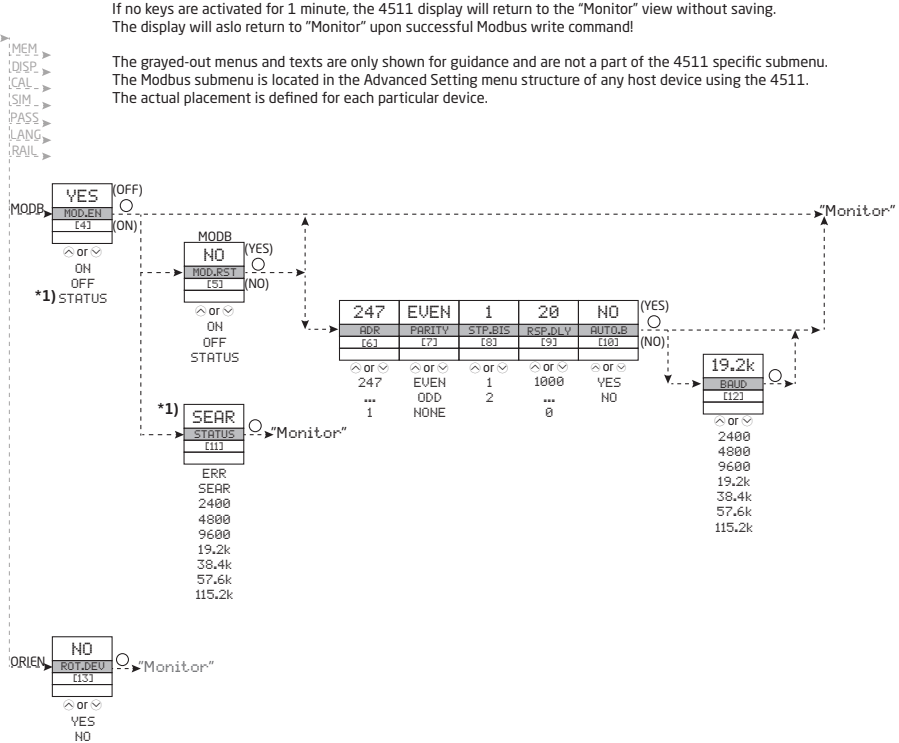 If no keys are activated for 1 minute, the 4511 display will return to the "Monitor" view without saving.
The display will aslo return to "Monitor" upon successful Modbus write command!
The grayed-out menus and texts are only shown for guidance and are not a part of the 4511 specific submenu.
The Modbus submenu is located in the Advanced Setting menu structure of any host device using the 4511.
The actual placement is defined for each particular device.
MEM
DISP
CAL
SIM
PASS
LANG
RAIL
MODB
YES
MOD.EN
[4]
(OFF)
(ON)
or
ON
OFF
*1) STATUS
"Monitor"
MODB
NO
MOD.RST
[5]
(YES)
(NO)
or
ON
OFF
STATUS
247 EVEN 1 20 NO
ADR PARITY STP.BIS RSP.DLY AUTO.B
[6] [7] [8] [9] [10]
(YES)
(NO)
or or or or or
247 EVEN 1 1000 YES
... ODD 2 ... NO
1 NONE 0
19.2k
BAUD
[12]
or
2400
4800
9600
19.2k
38.4k
57.6k
115.2k
*1)
SEAR
STATUS
[11]
"Monitor"
ERR
SEAR
2400
4800
9600
19.2k
38.4k
57.6k
115.2k
ORIEN
NO
ROT.DEV
[13]
"Monitor"
or
YES
NO